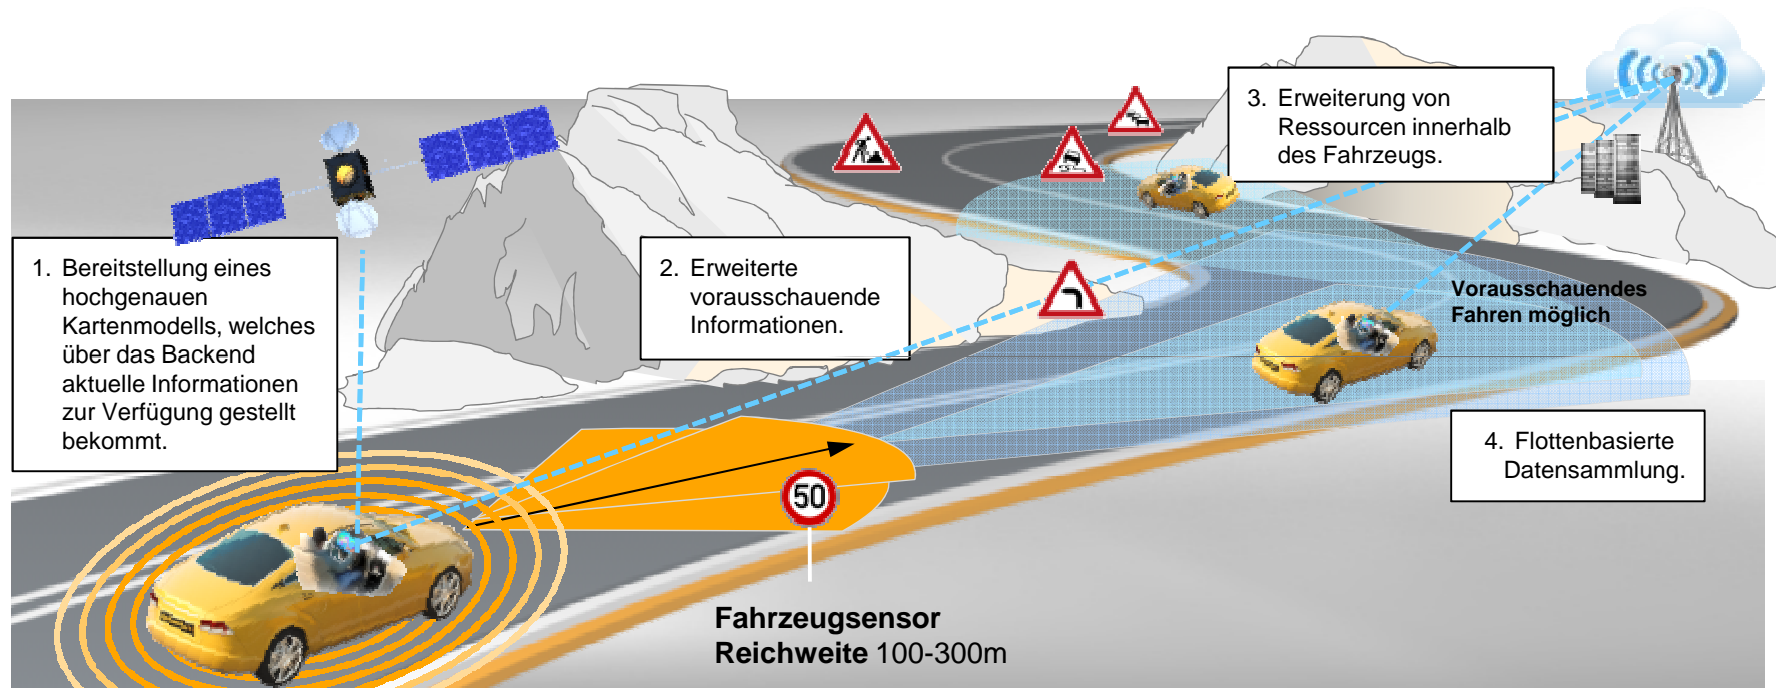 1. Bereitstellung eines
hochgenauen
Kartenmodells, welches
über das Backend
aktuelle Informationen
zur Verfügung gestellt
bekommt.
2. Erweiterte
vorausschauende
Informationen.
3. Erweiterung von
Ressourcen innerhalb
des Fahrzeugs.
Vorausschauendes
Fahren möglich
4. Flottenbasierte
Datensammlung.
50
Fahrzeugsensor
Reichweite 100-300m